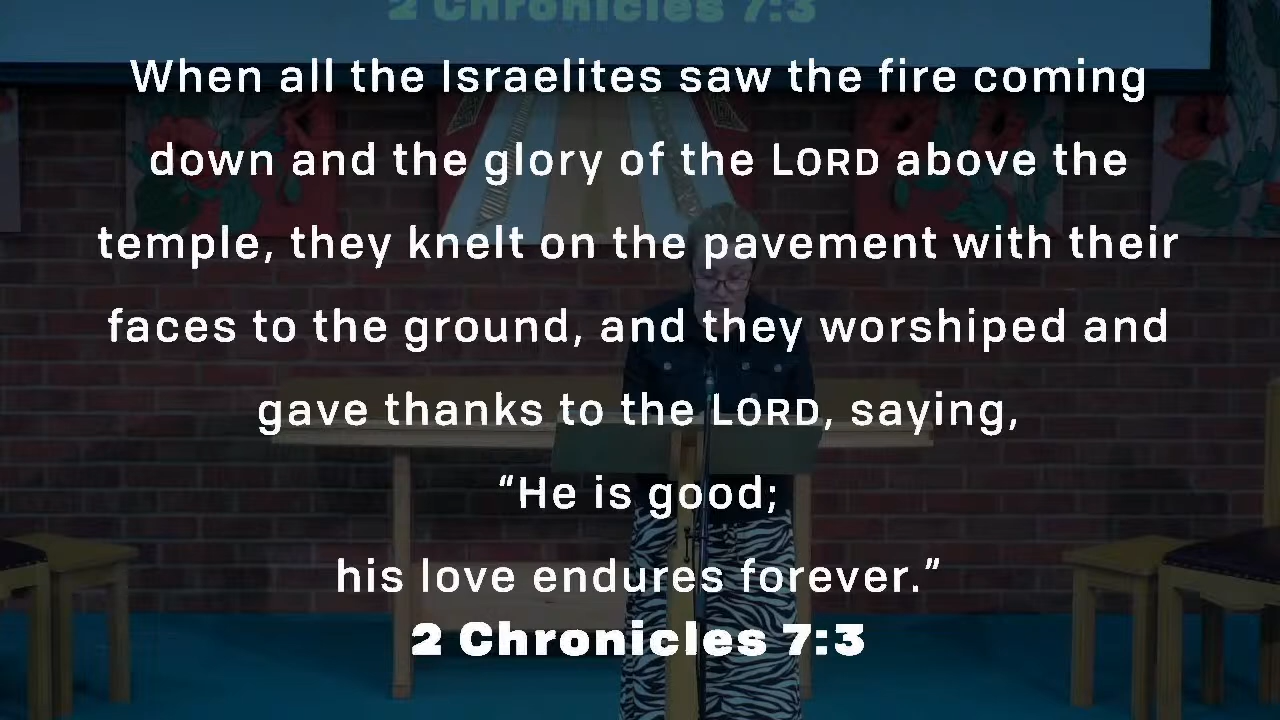 2 Chronicles 7:3
When all the Israelites saw the fire coming
down and the glory of the LORD above the
temple, they knelt on the pavement with their
faces to the ground, and they worshiped and
gave thanks to the LORD, saying,
“He is good;
his love endures forever.”
2 Chronicles 7:3